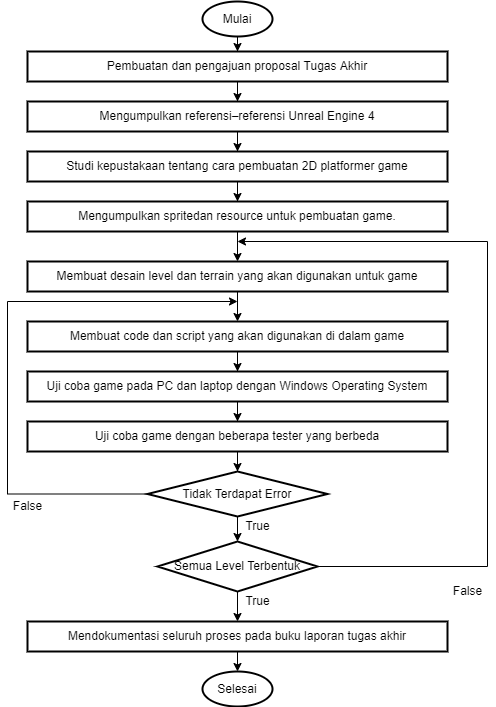 Mulai
Pembuatan dan pengajuan proposal Tugas Akhir
Mengumpulkan referensi–referensi Unreal Engine 4
Studi kepustakaan tentang cara pembuatan 2D platformer game
Mengumpulkan spritedan resource untuk pembuatan game.
Membuat desain level dan terrain yang akan digunakan untuk game
Membuat code dan script yang akan digunakan di dalam game
Uji coba game pada PC dan laptop dengan Windows Operating System
Uji coba game dengan beberapa tester yang berbeda
Tidak Terdapat Error
False
True
Semua Level Terbentuk
False
True
Mendokumentasi seluruh proses pada buku laporan tugas akhir
Selesai